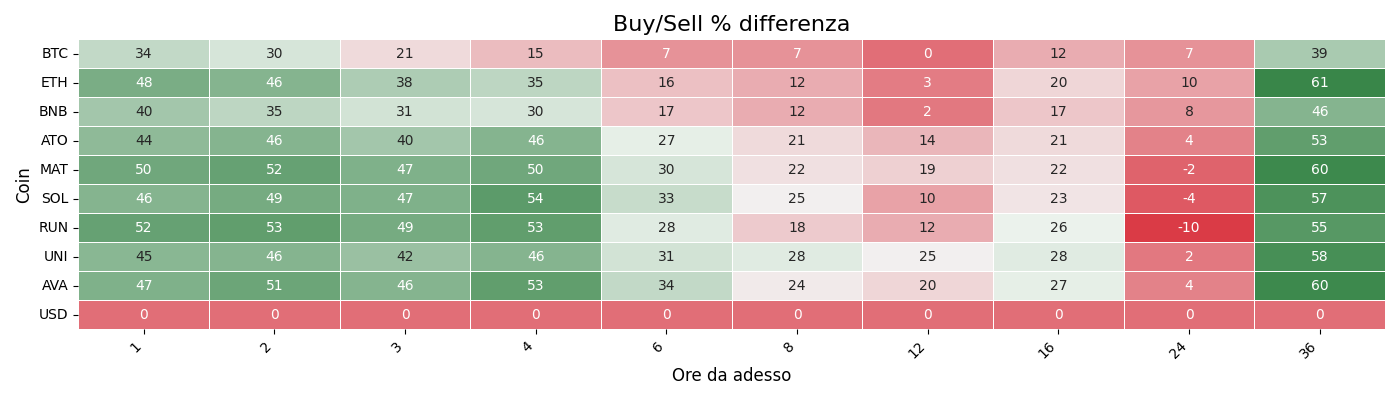 Buy/Sell % differenza
BTC 34 30 21 15 7 7 0 12 7 39
ETH 48 46 38 35 16 12 3 20 10 61
BNB 40 35 31 30 17 12 2 17 8 46
ATO 44 46 40 46 27 21 14 21 4 53
MAT 50 52 47 50 30 22 19 22 -2 60
SOL 46 49 47 54 33 25 10 23 -4 57
RUN 52 53 49 53 28 18 12 26 -10 55
UNI 45 46 42 46 31 28 25 28 2 58
AVA 47 51 46 53 34 24 20 27 4 60
USD 0 0 0 0 0 0 0 0 0 0
Coin
1 2 3 4 6 8 12 16 24 36
Ore da adesso